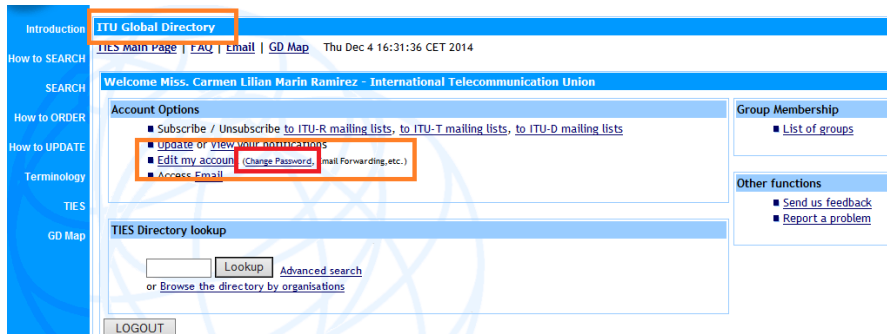 Introduction
How to SEARCH
SEARCH
How to ORDER
How to UPDATE
Terminology
TIES
GD Map
ITU Global Directory
TIES Main Page | FAQ | Email | GD Map Thu Dec 4 16:31:36 CET 2014
Welcome Miss. Carmen Lilian Marin Ramirez - International Telecommunication Union
Account Options
Subscribe / Unsubscribe to ITU-R mailing lists, to ITU-T mailing lists, to ITU-D mailing lists
Update or View your notifications
Edit my account (Change Password, Email Forwarding,etc.)
Access Email
TIES Directory lookup
Lookup Advanced search
or Browse the directory by organisations
LOGOUT
Group Membership
List of groups
Other functions
Send us feedback
Report a problem